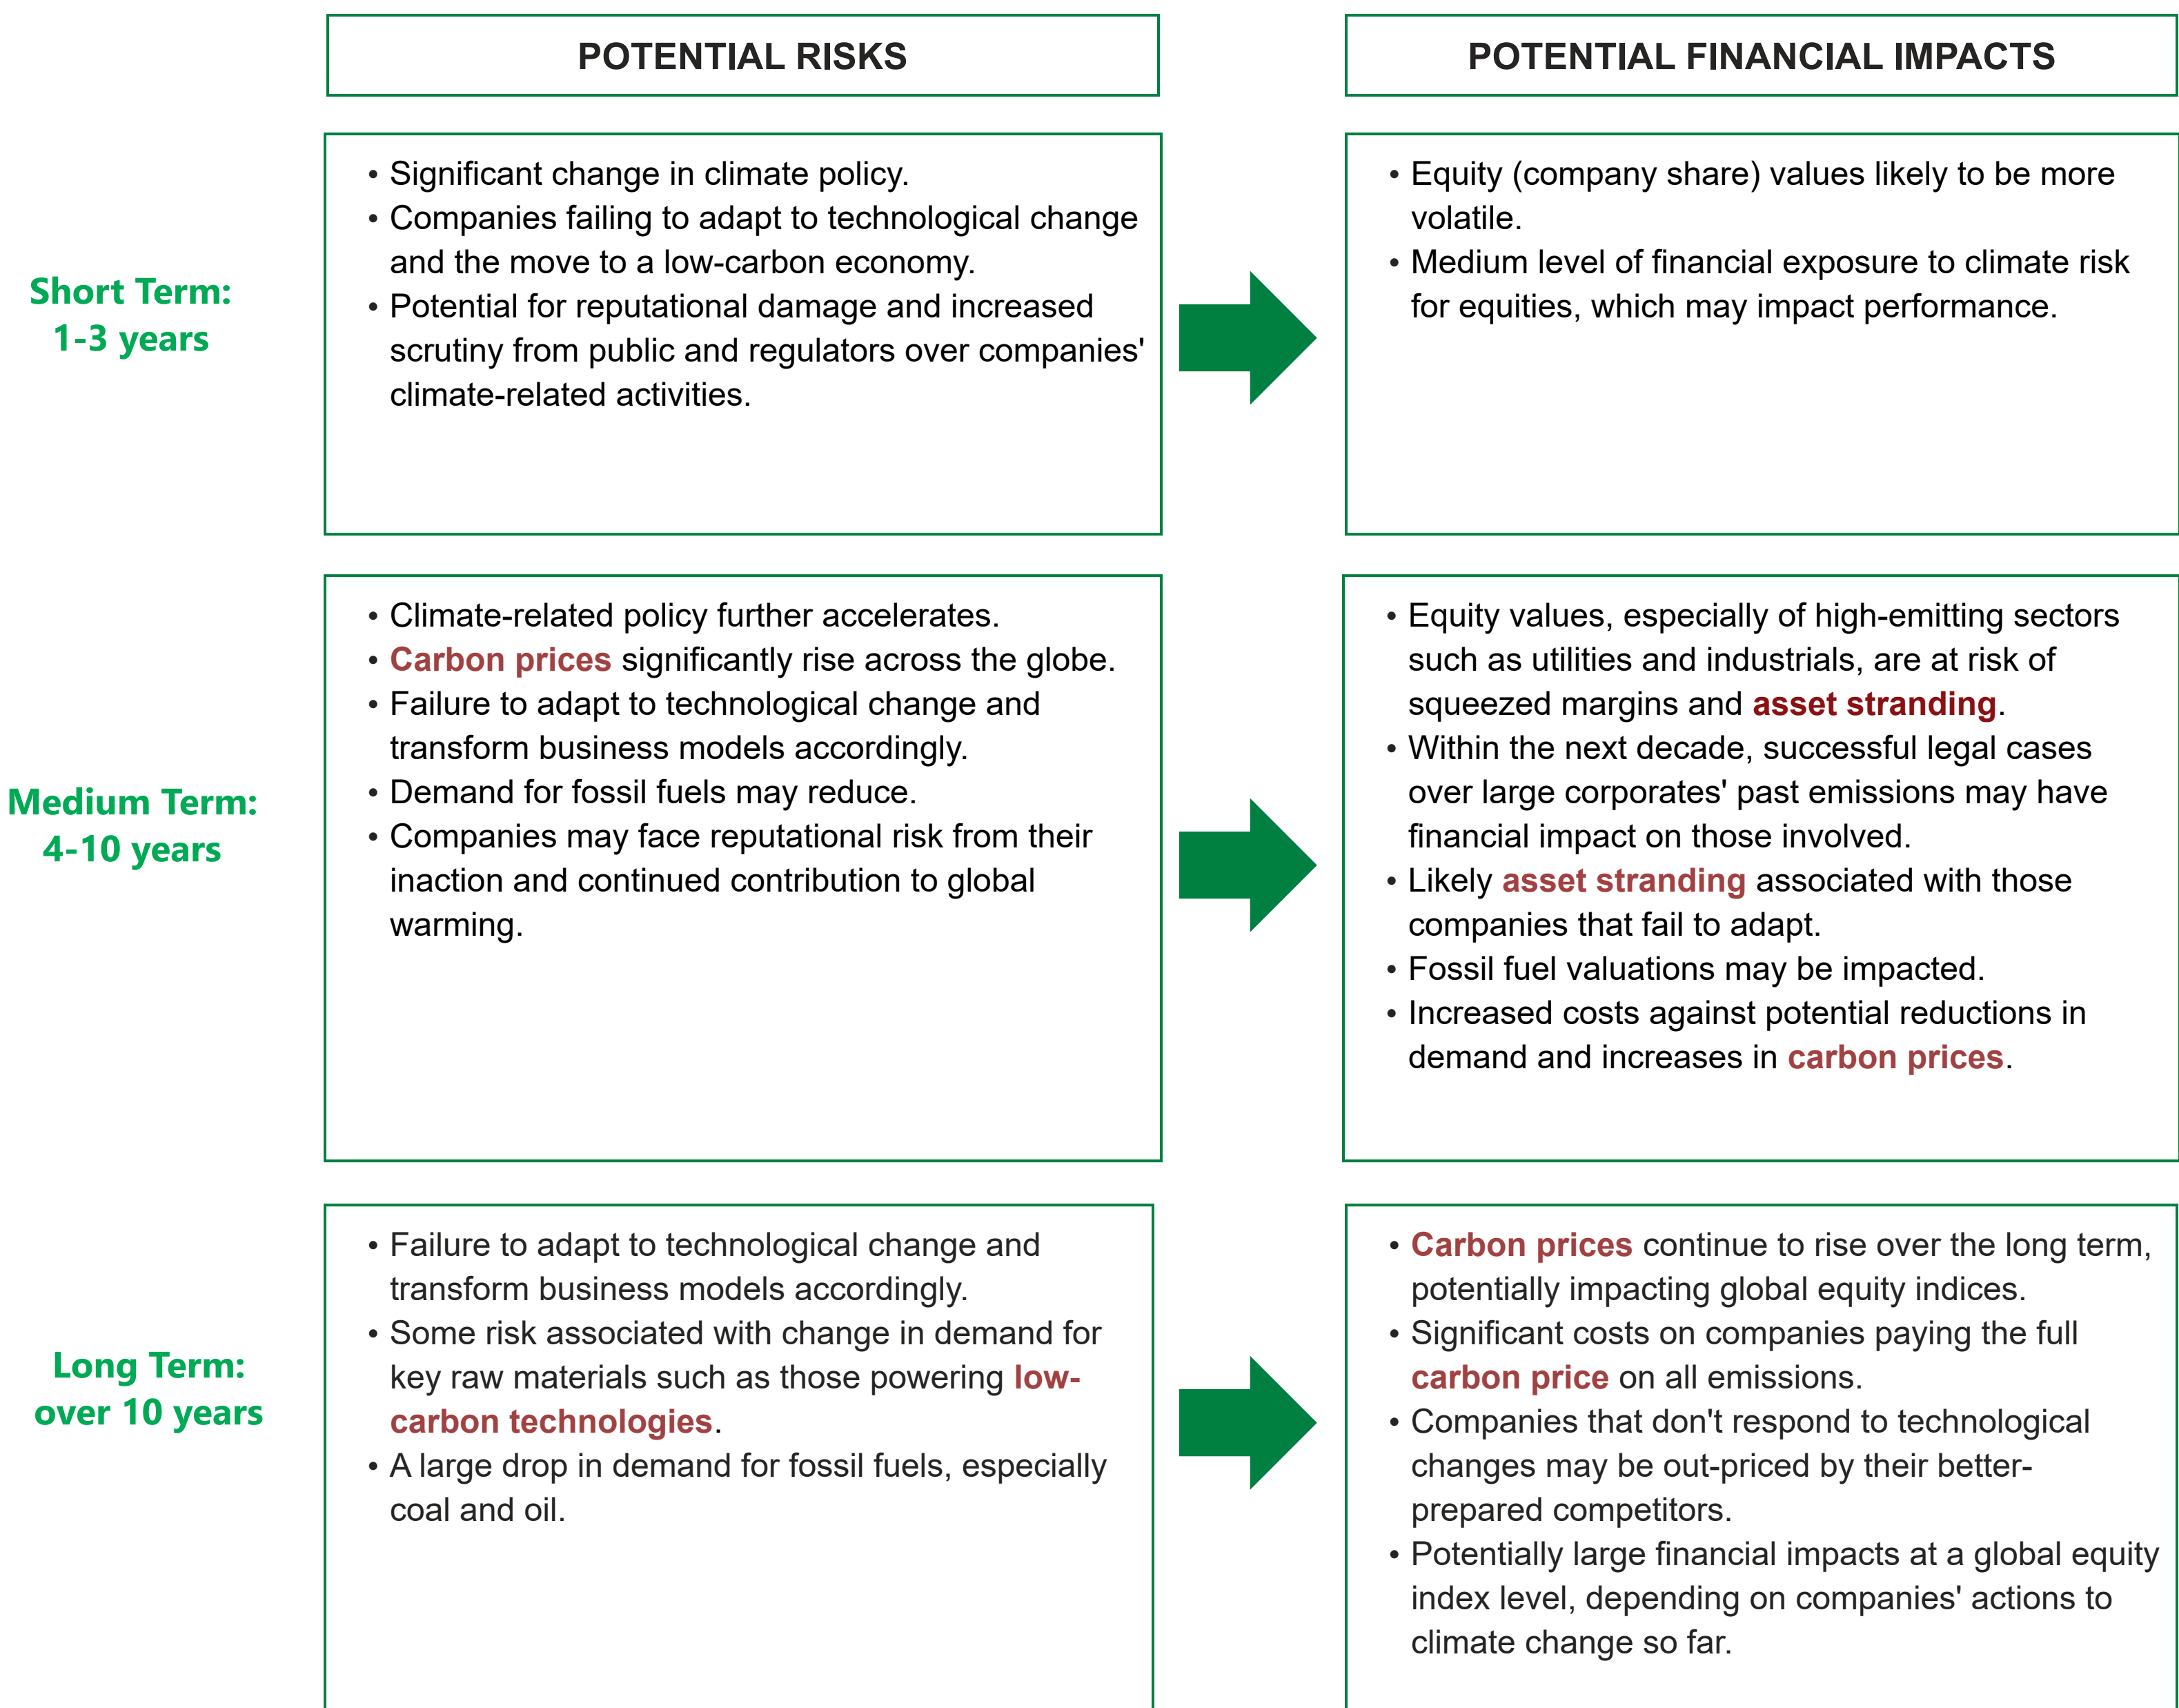 POTENTIAL RISKS
POTENTIAL FINANCIAL IMPACTS
Short Term:
1-3 years
• Significant change in climate policy.
• Companies failing to adapt to technological change
and the move to a low-carbon economy.
• Potential for reputational damage and increased
scrutiny from public and regulators over companies'
climate-related activities.
• Equity (company share) values likely to be more
volatile.
• Medium level of financial exposure to climate risk
for equities, which may impact performance.
Medium Term:
4-10 years
• Climate-related policy further accelerates.
• Carbon prices significantly rise across the globe.
• Failure to adapt to technological change and
transform business models accordingly.
• Demand for fossil fuels may reduce.
• Companies may face reputational risk from their
inaction and continued contribution to global
warming.
• Equity values, especially of high-emitting sectors
such as utilities and industrials, are at risk of
squeezed margins and asset stranding.
• Within the next decade, successful legal cases
over large corporates' past emissions may have
financial impact on those involved.
• Likely asset stranding associated with those
companies that fail to adapt.
• Fossil fuel valuations may be impacted.
• Increased costs against potential reductions in
demand and increases in carbon prices.
Long Term:
over 10 years
• Failure to adapt to technological change and
transform business models accordingly.
• Some risk associated with change in demand for
key raw materials such as those powering low-
carbon technologies.
• A large drop in demand for fossil fuels, especially
coal and oil.
• Carbon prices continue to rise over the long term,
potentially impacting global equity indices.
• Significant costs on companies paying the full
carbon price on all emissions.
• Companies that don't respond to technological
changes may be out-priced by their better-
prepared competitors.
• Potentially large financial impacts at a global equity
index level, depending on companies' actions to
climate change so far.